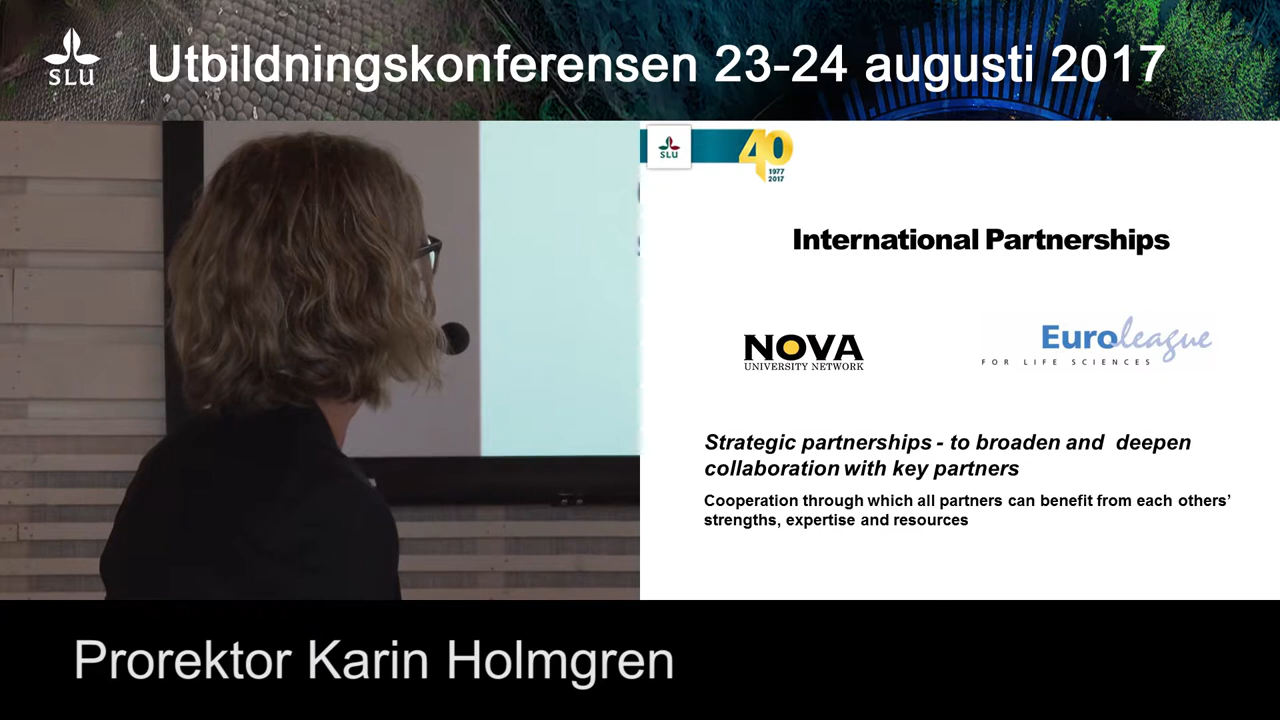 SLU
Utbildningskonferensen 23-24 augusti 2017
SLU
40
1977
2017
International Partnerships
NOVA
UNIVERSITY NETWORK
Euroleague
FOR LIFE SCIENCES
Strategic partnerships - to broaden and deepen
collaboration with key partners
Cooperation through which all partners can benefit from each others’
strengths, expertise and resources
Prorektor Karin Holmgren